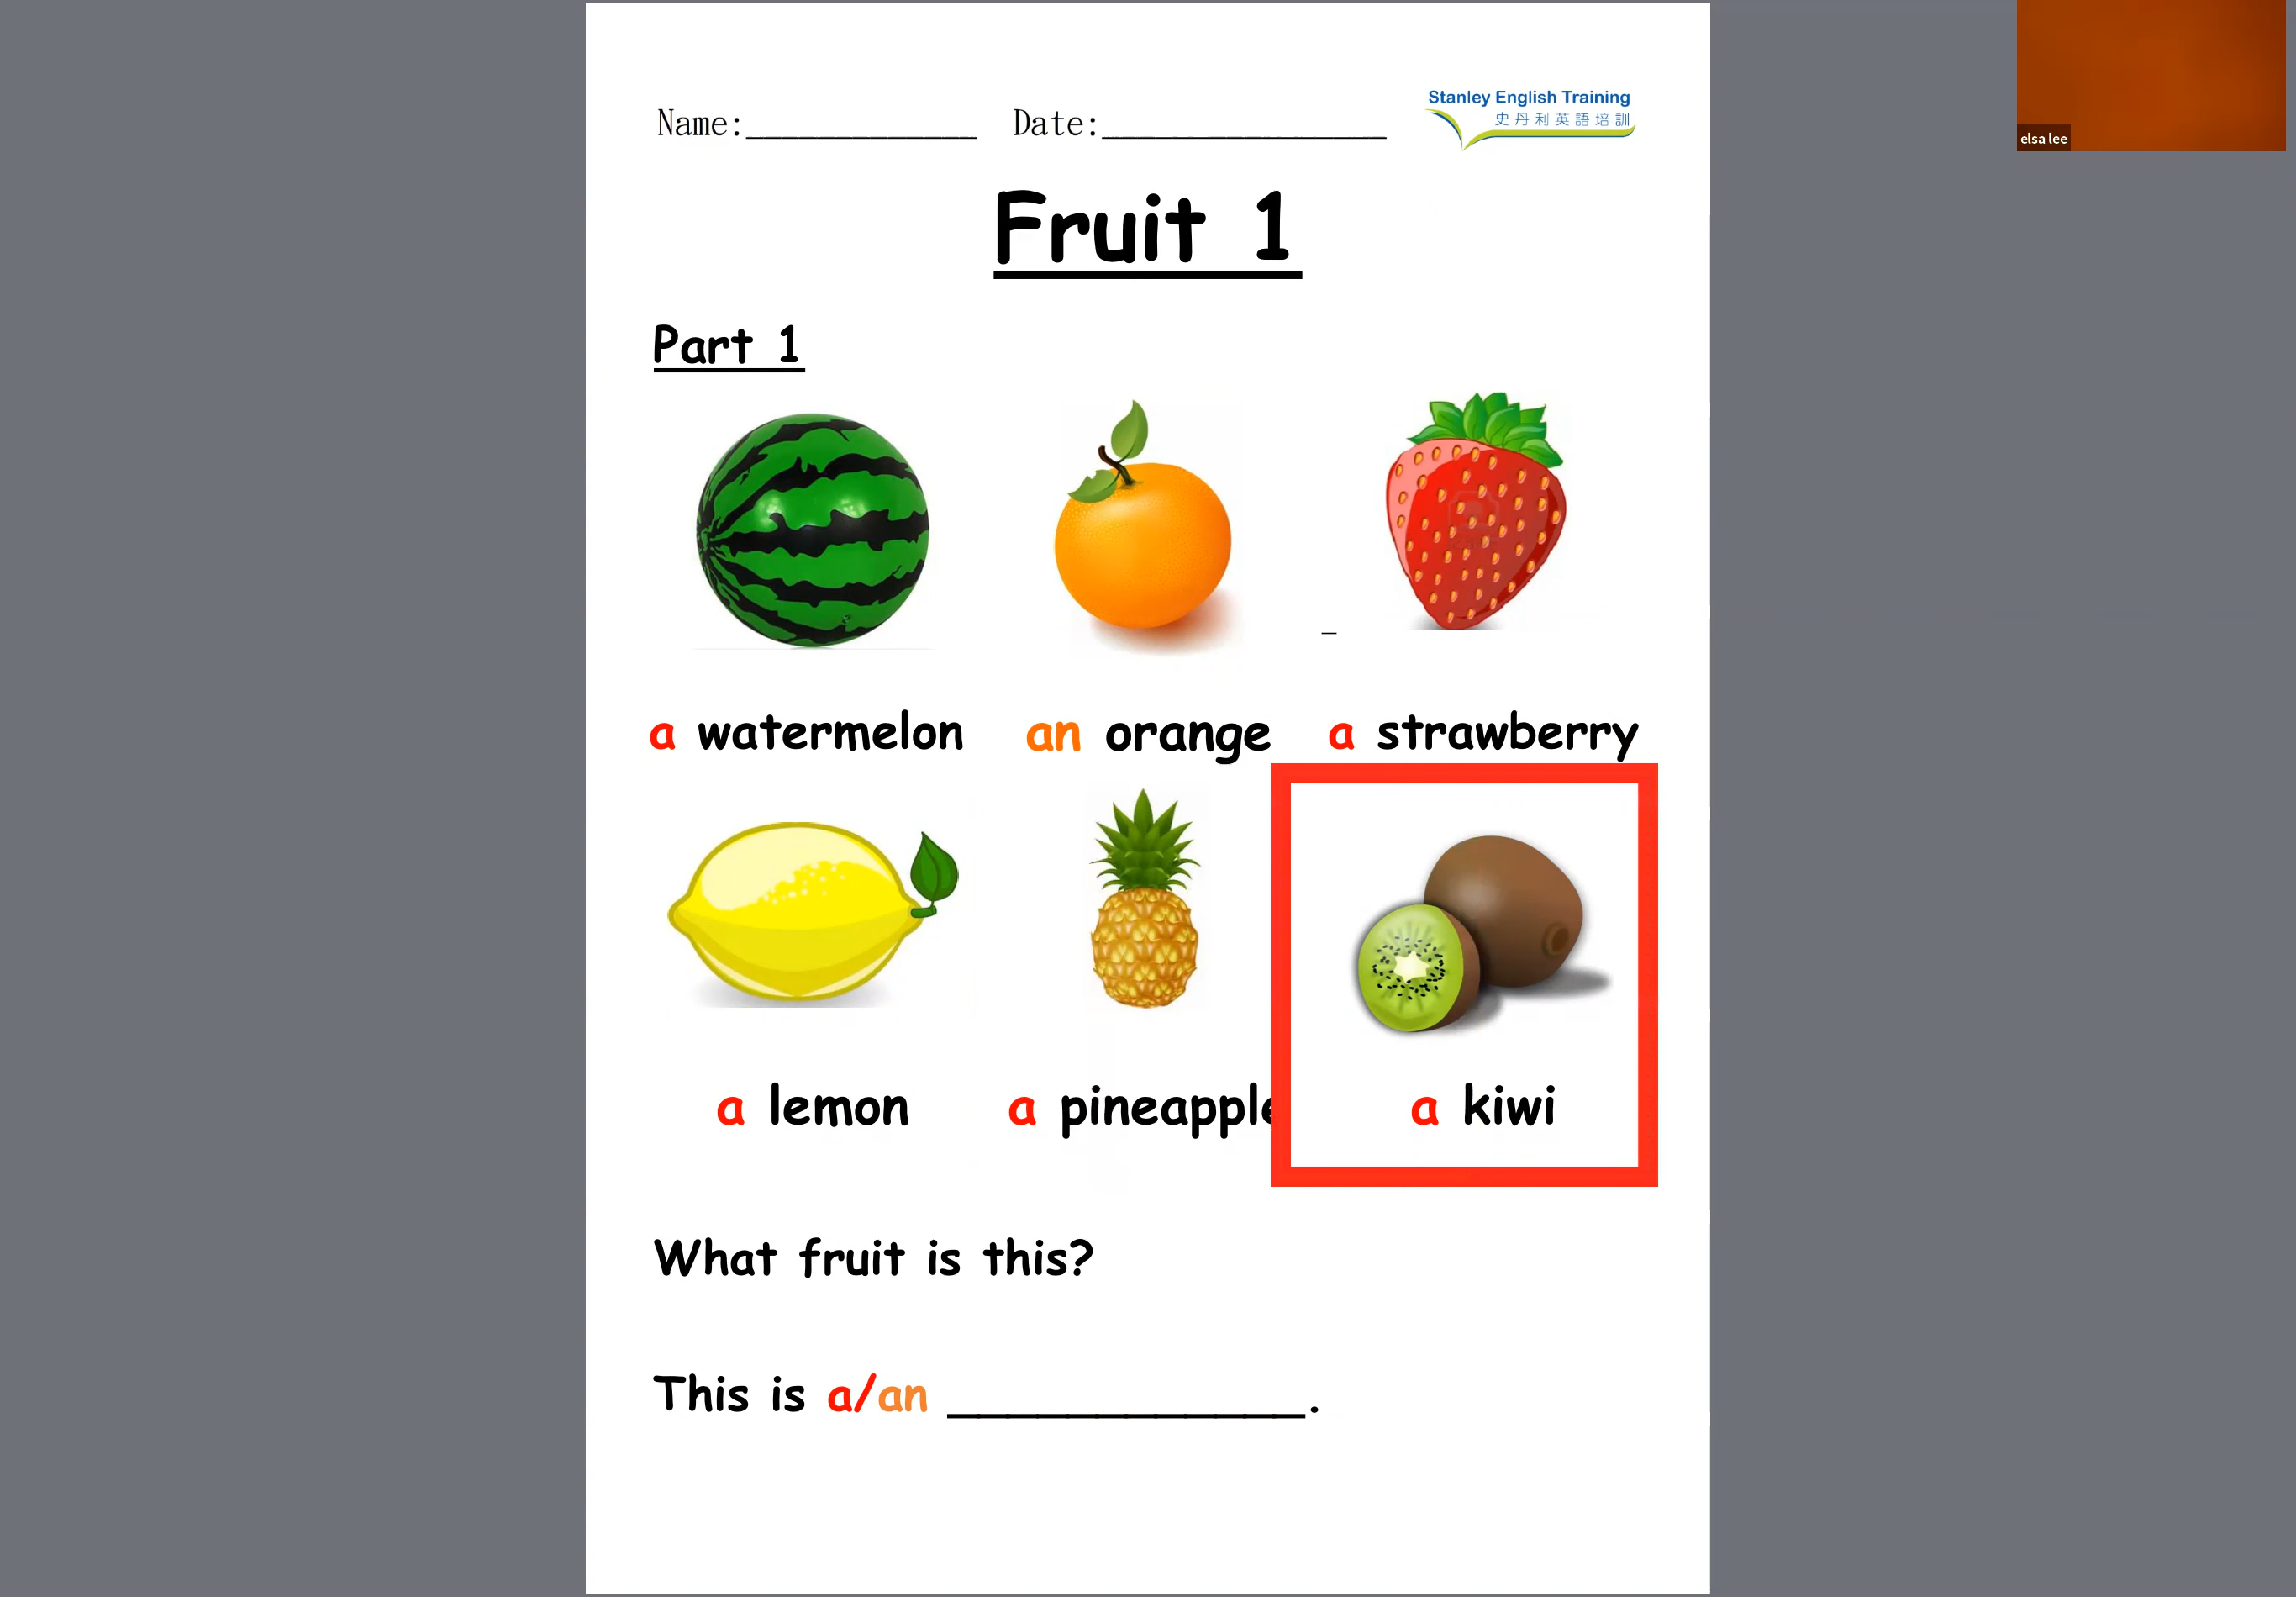 Name:____________ Date:_______________
Stanley English Training
史丹利英語培訓
elsa lee
Fruit 1
Part 1
a watermelon an orange a strawberry
a lemon a pineapple a kiwi
What fruit is this?
This is a/an ____________.